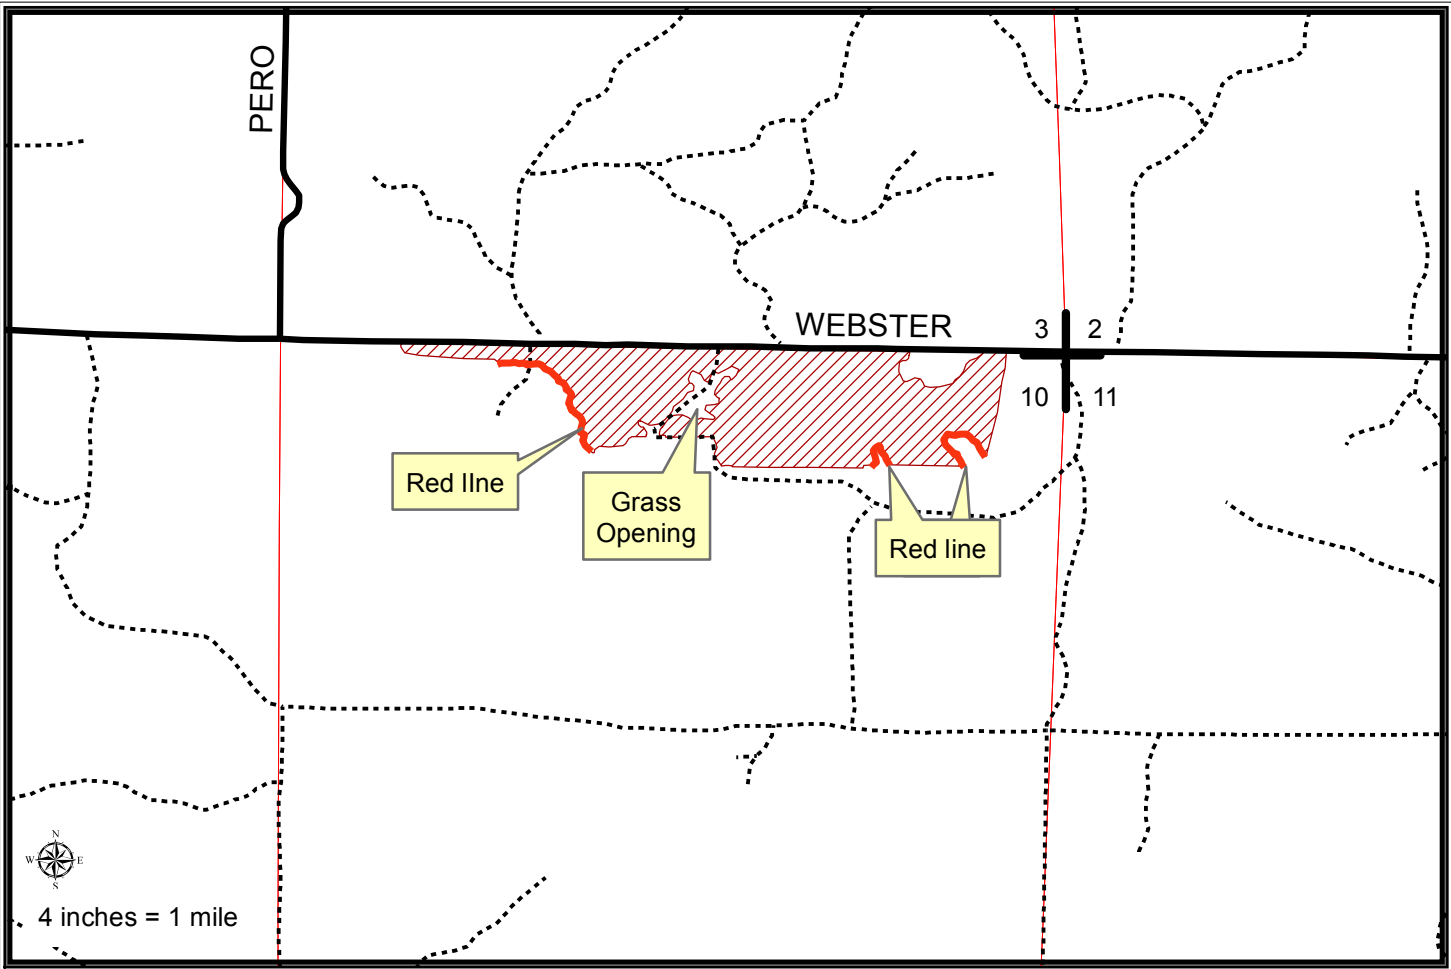 PERO
WEBSTER
3 2
10 11
Red lIne
Grass
Opening
Red line
N
W E
S
4 inches = 1 mile